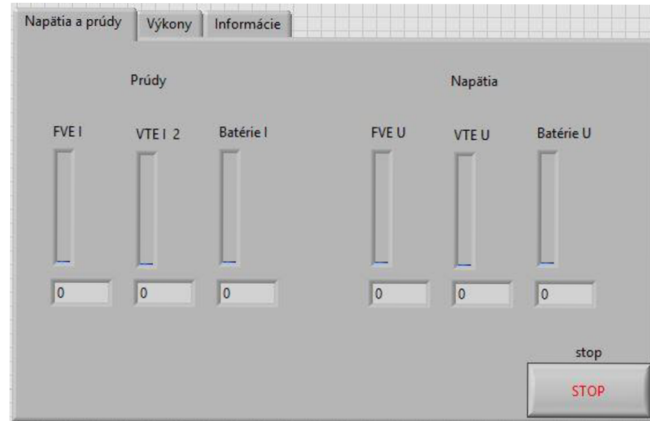 Napätia a prúdy Výkony Informácie
Prúdy Napätia
FVE I VTE I 2 Batérie I FVE U VTE U Batérie U
0 0 0 0 0 0
stop
STOP